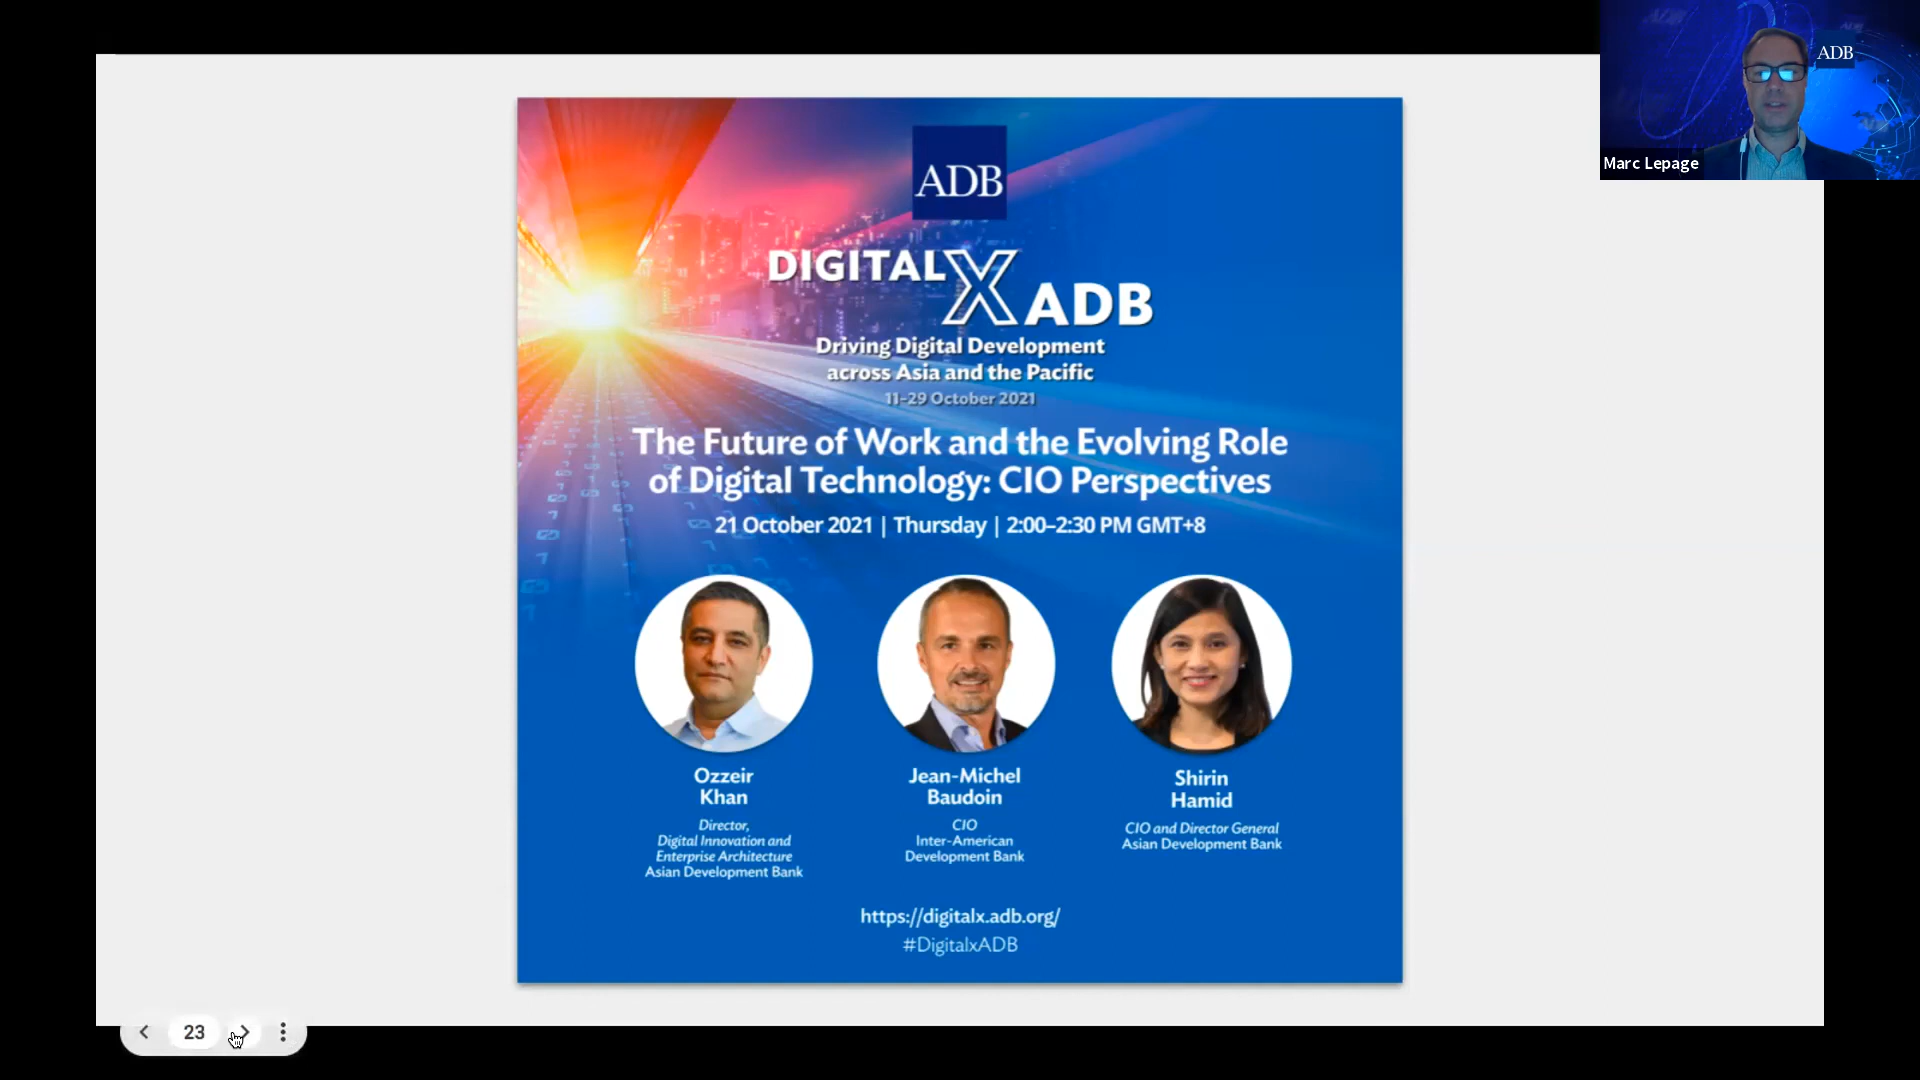 ADB
Marc Lepage
ADB
DIGITAL X ADB
Driving Digital Development
across Asia and the Pacific
11-29 October 2021
The Future of Work and the Evolving Role
of Digital Technology: CIO Perspectives
21 October 2021 | Thursday | 2:00–2:30 PM GMT+8
Ozzeir
Khan
Director,
Digital Innovation and
Enterprise Architecture
Asian Development Bank
Jean-Michel
Baudoin
CIO
Inter-American
Development Bank
Shirin
Hamid
CIO and Director General
Asian Development Bank
https://digitalx.adb.org/
#DigitalxADB
23